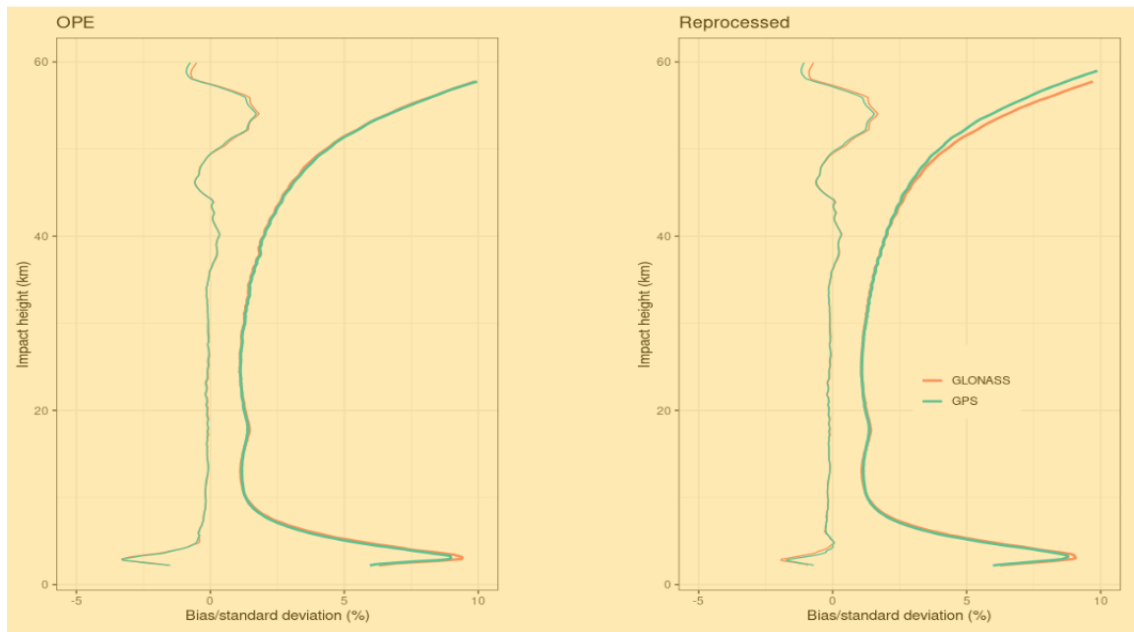 OPE
60
40
20
0
Impact height (km)
-5 0 5 10
Bias/standard deviation (%)
Reprocessed
60
40
20
0
Impact height (km)
GLONASS
GPS
-5 0 5 10
Bias/standard deviation (%)